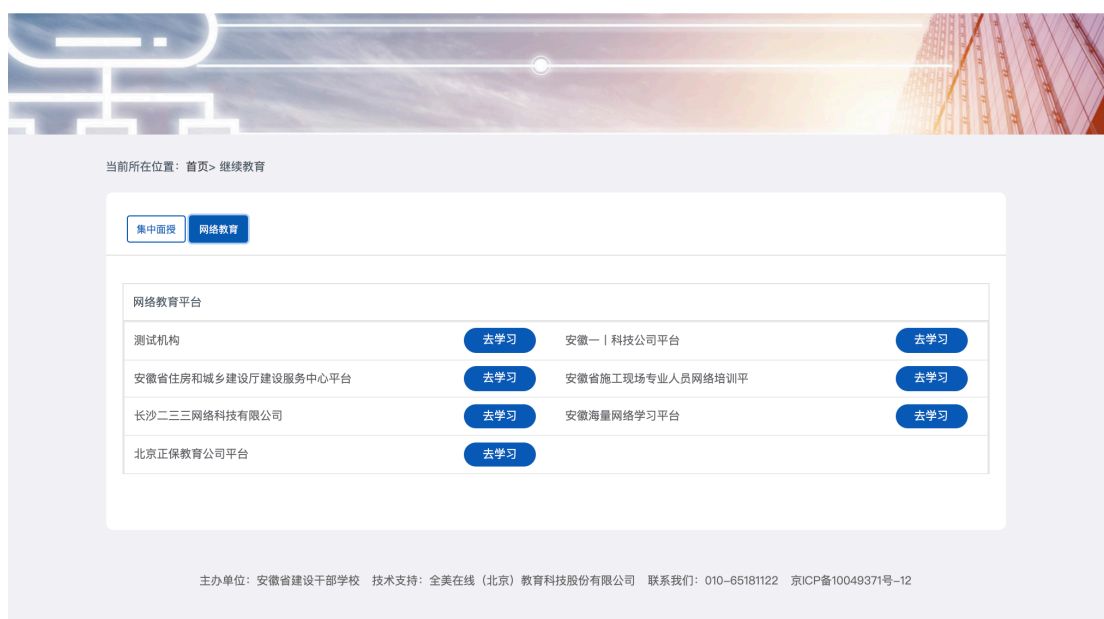 当前所在位置：首页> 继续教育
集中面授 网络教育
网络教育平台
测试机构 去学习 安徽一丨科技公司平台 去学习
安徽省住房和城乡建设厅建设服务中心平台 去学习 安徽省施工现场专业人员网络培训平 去学习
长沙二三三网络科技有限公司 去学习 安徽海量网络学习平台 去学习
北京正保教育公司平台 去学习
主办单位：安徽省建设干部学校 技术支持：全美在线（北京）教育科技股份有限公司 联系我们：010-65181122 京ICP备10049371号-12